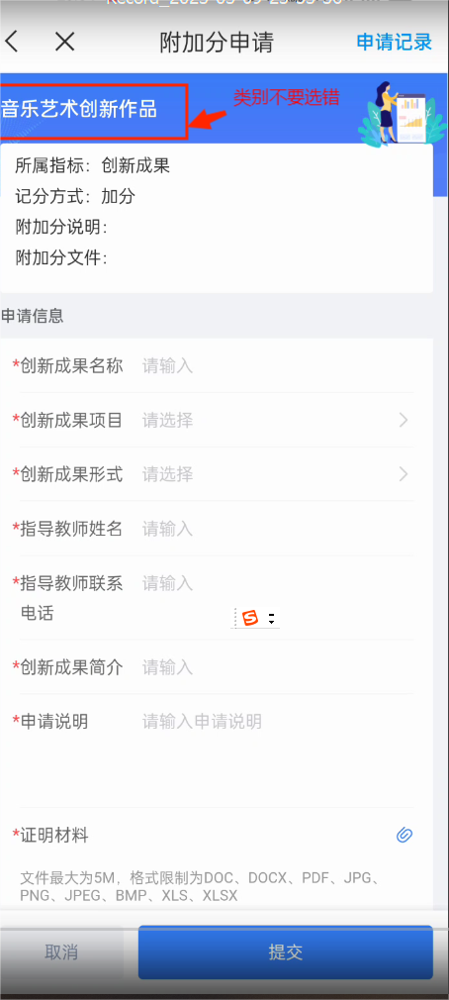 附加分申请
申请记录
音乐艺术创新作品
类别不要选错
所属指标：创新成果
记分方式：加分
附加分说明：
附加分文件：
申请信息
*创新成果名称 请输入
*创新成果项目 请选择
*创新成果形式 请选择
*指导教师姓名 请输入
*指导教师联系 请输入
电话
*创新成果简介 请输入
*申请说明 请输入申请说明
*证明材料
文件最大为5M，格式限制为DOC、DOCX、PDF、JPG、
PNG、JPEG、BMP、XLS、XLSX
取消
提交